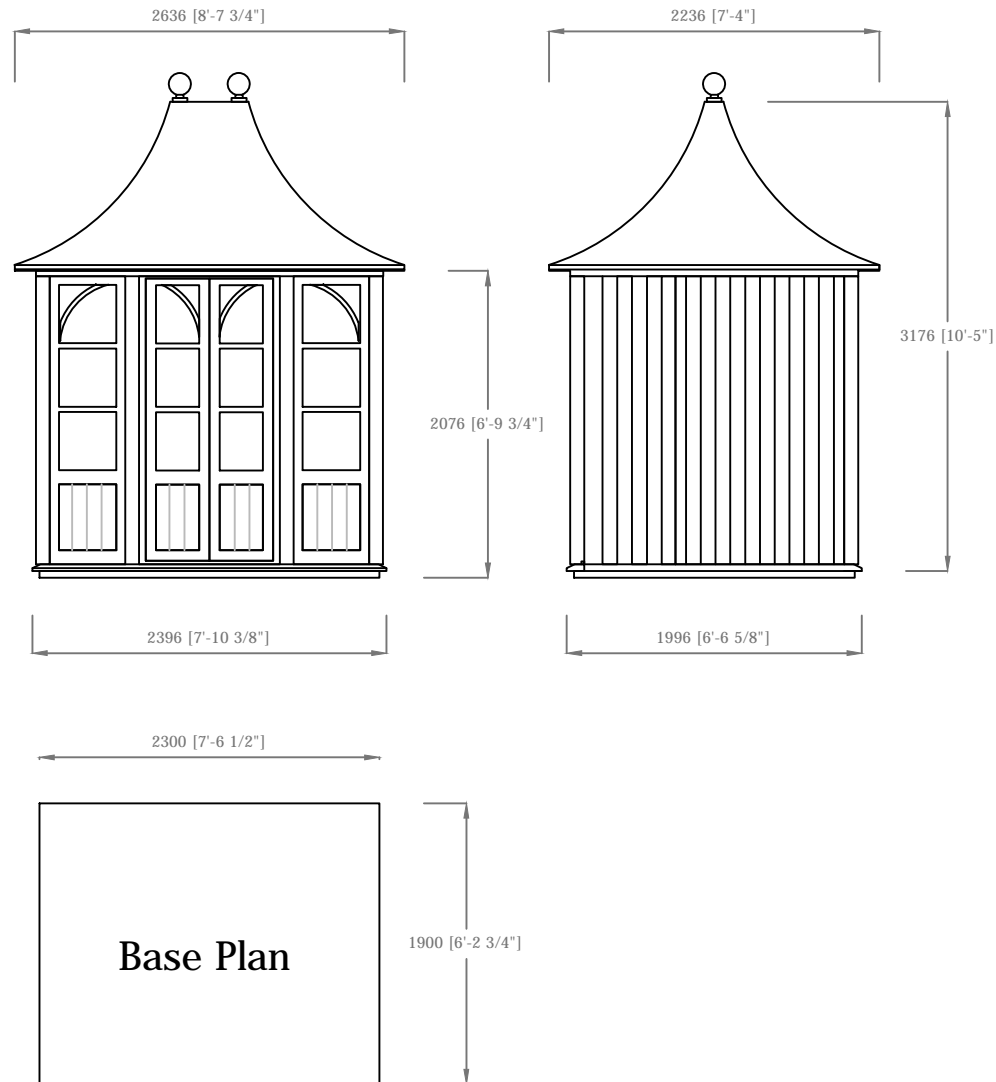 2636 [8'-7 3/4"]
2236 [7'-4"]
3176 [10'-5"]
2076 [6'-9 3/4"]
2396 [7'-10 3/8"]
1996 [6'-6 5/8"]
2300 [7'-6 1/2"]
1900 [6'-2 3/4"]
Base Plan